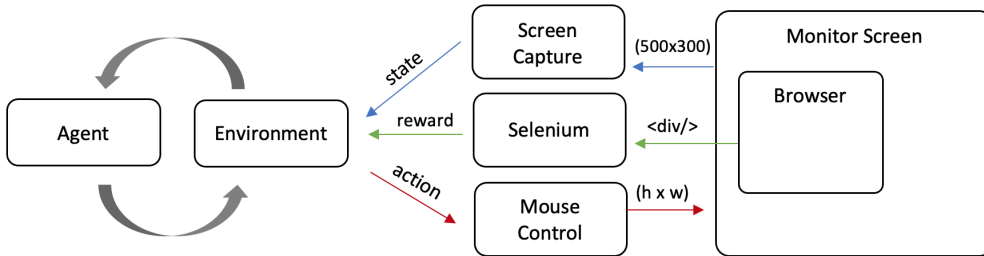 Agent
Environment
state
reward
action
Screen
Capture
Selenium
Mouse
Control
(500x300)
<div/>
(h x w)
Monitor Screen
Browser